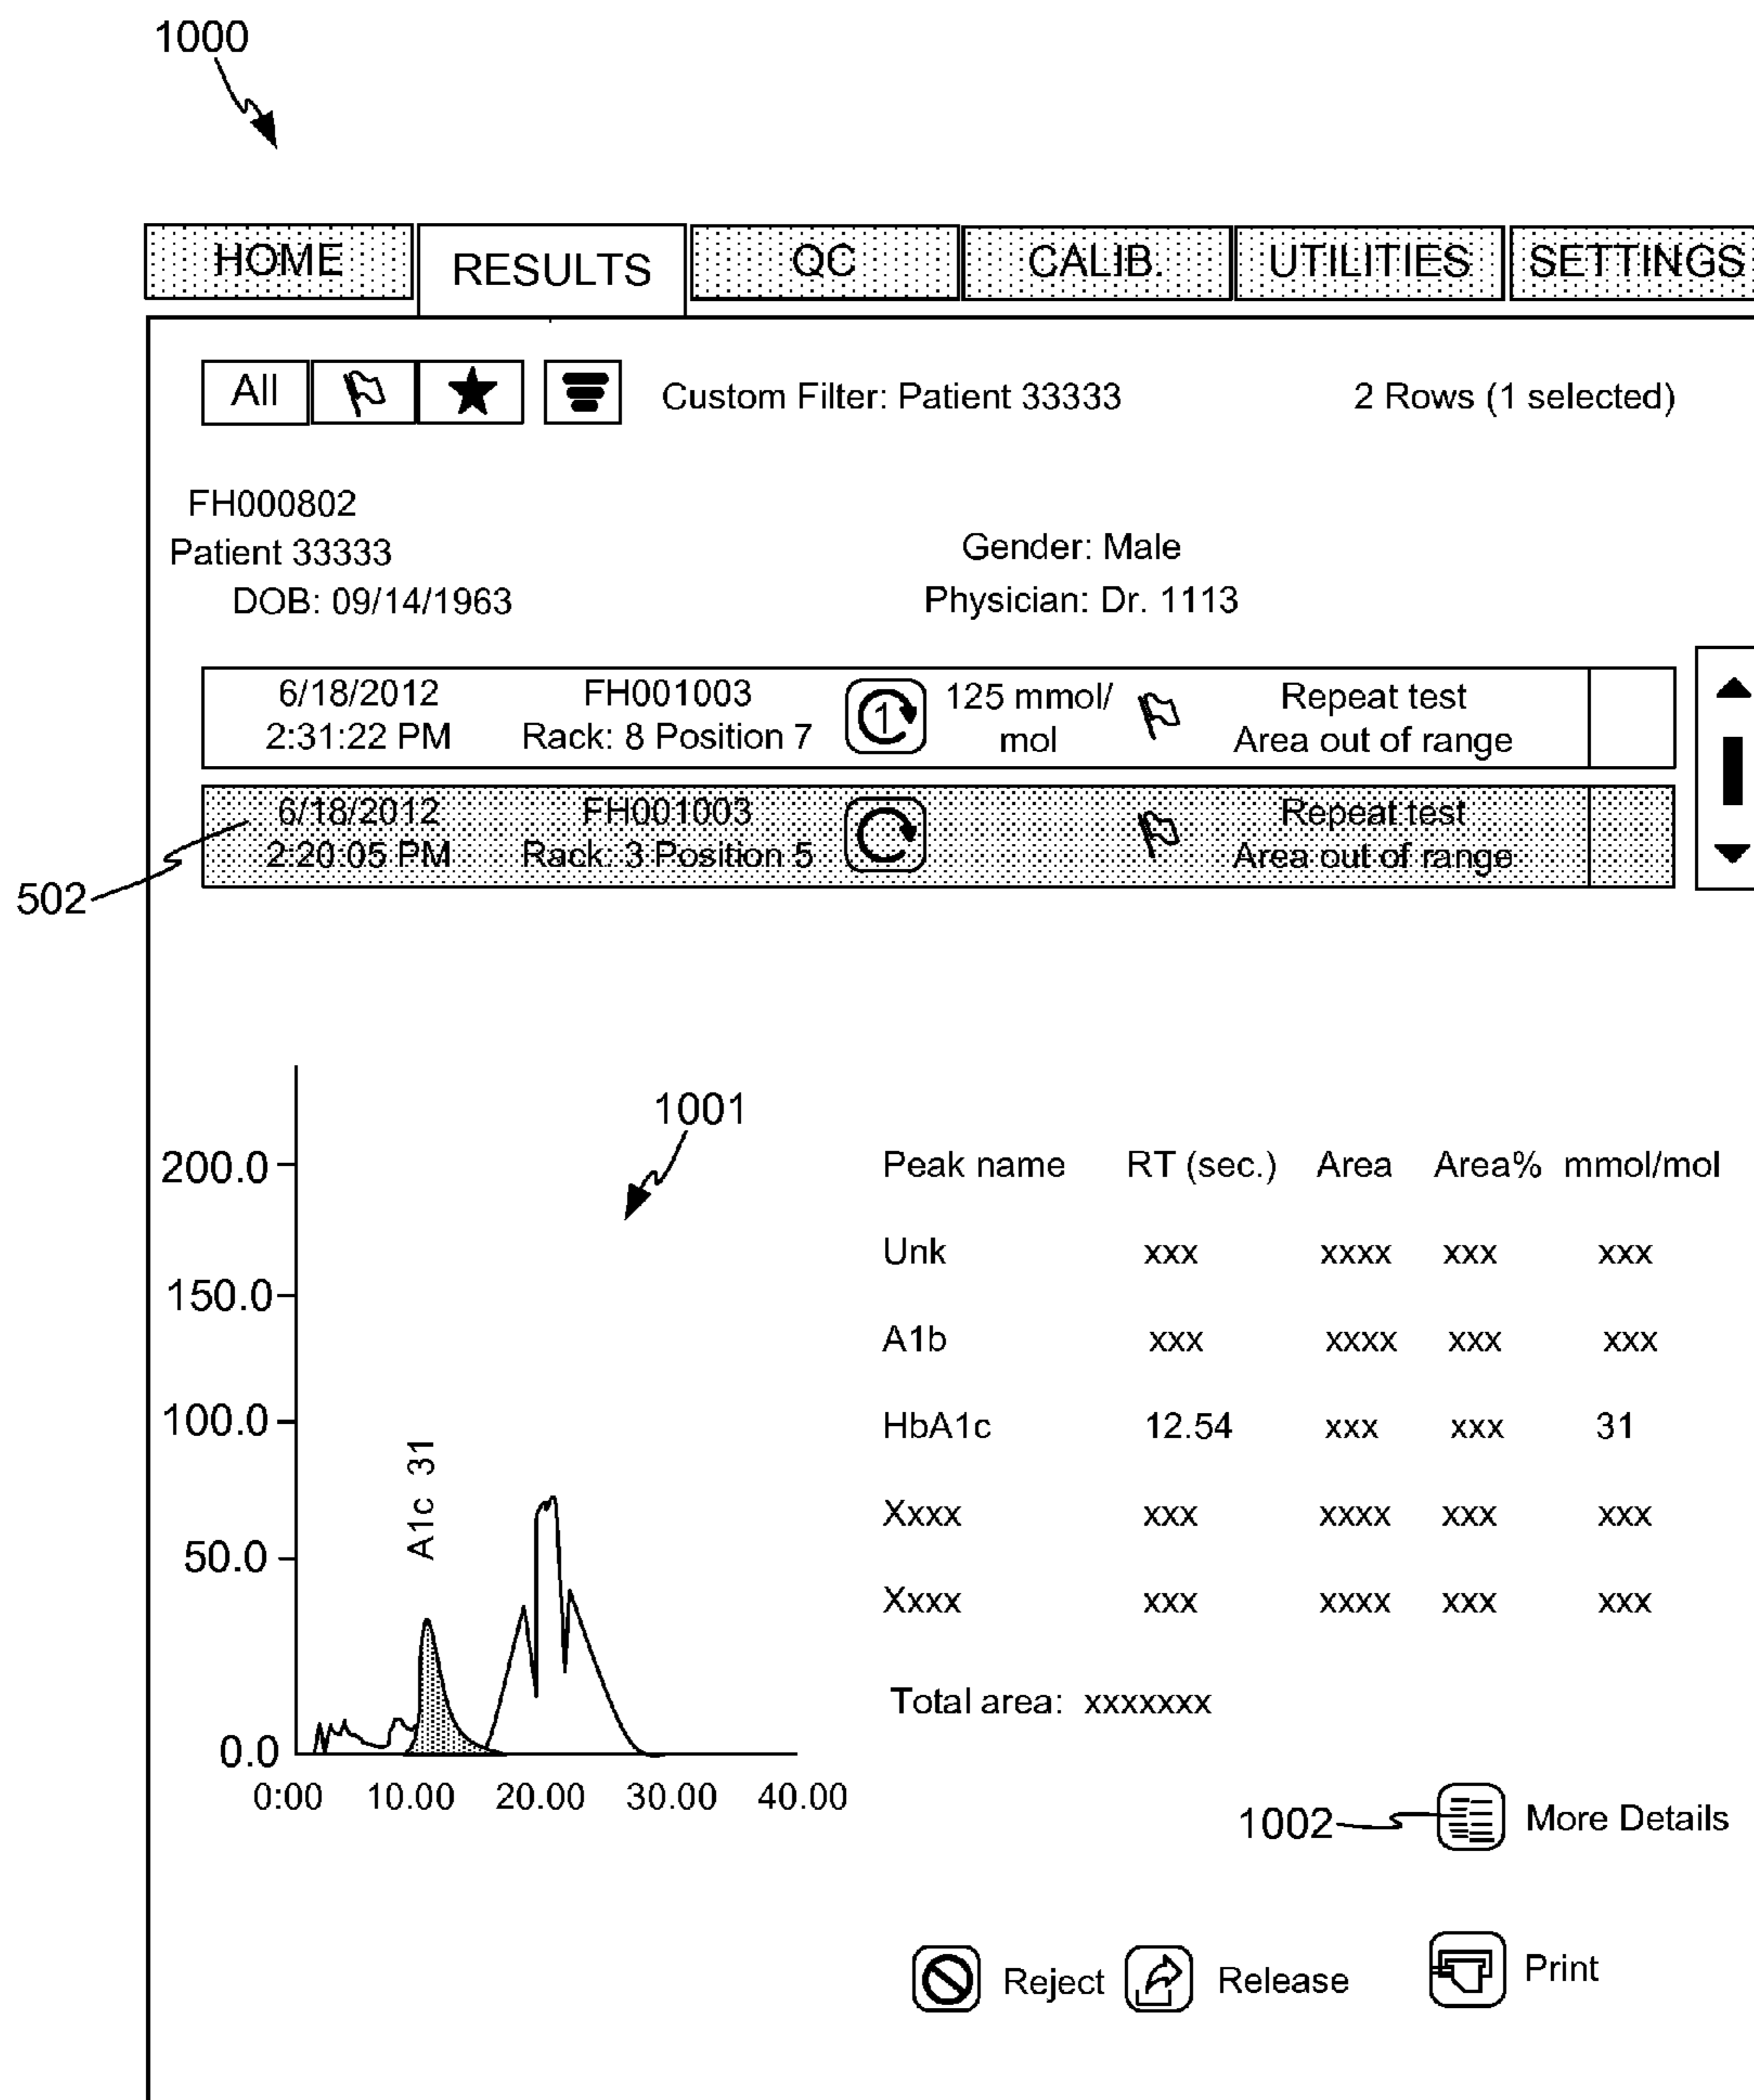 1000
HOME RESULTS QC CALIB. UTILITIES SETTINGS
All Custom Filter: Patient 33333 2 Rows (1 selected)
FH000802
Patient 33333 Gender: Male
DOB: 09/14/1963 Physician: Dr. 1113
6/18/2012 FH001003 125 mmol/ Repeat test
2:31:22 PM Rack: 8 Position 7 1 mol Area out of range
6/18/2012 FH001003 Repeat test
2:20:05 PM Rack: 3 Position 5 Area out of range
502
1001
200.0
150.0
100.0
50.0
0.0
A1c 31
0:00 10.00 20.00 30.00 40.00
Peak name RT (sec.) Area Area% mmol/mol
Unk xxx xxxx xxx xxx
A1b xxx xxxx xxx xxx
HbA1c 12.54 xxx xxx 31
Xxxx xxx xxxx xxx xxx
Xxxx xxx xxxx xxx xxx
Total area: xxxxxxx
1002 More Details
Reject Release Print